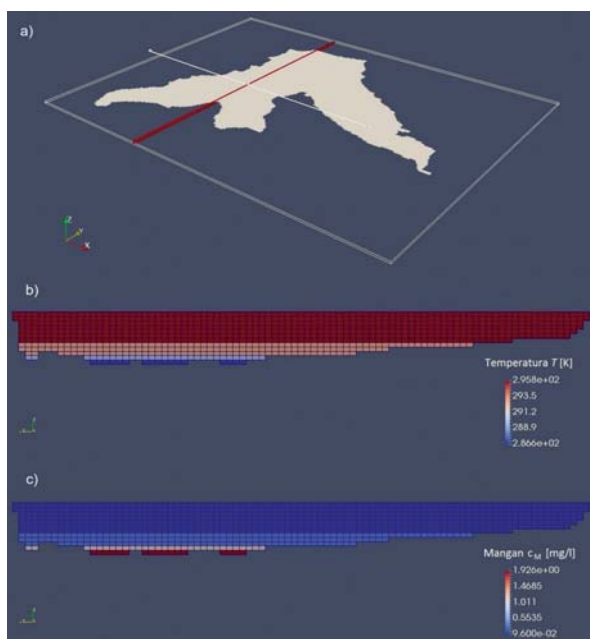 a)
Z
Y
X
b)
Temperatura T [K]
2.958e+02
293.5
291.2
288.9
2.866e+02
c)
Mangan c_M [mg/l]
1.926e+00
1.4685
1.011
0.5535
9.600e-02